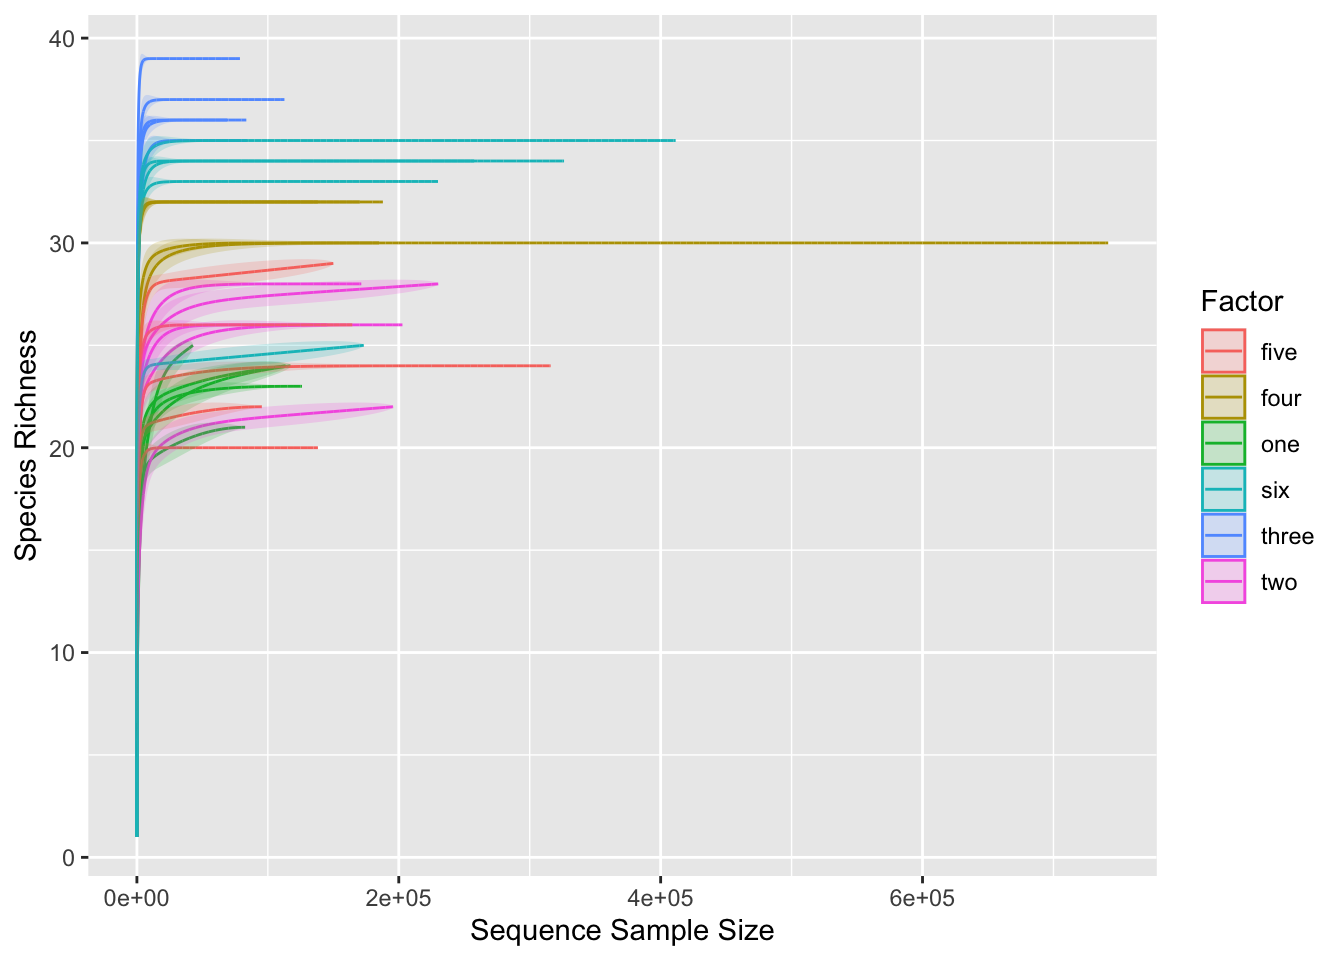 40
30
20
10
0
Species Richness
0e+00 2e+05 4e+05 6e+05
Sequence Sample Size
Factor
five
four
one
six
three
two